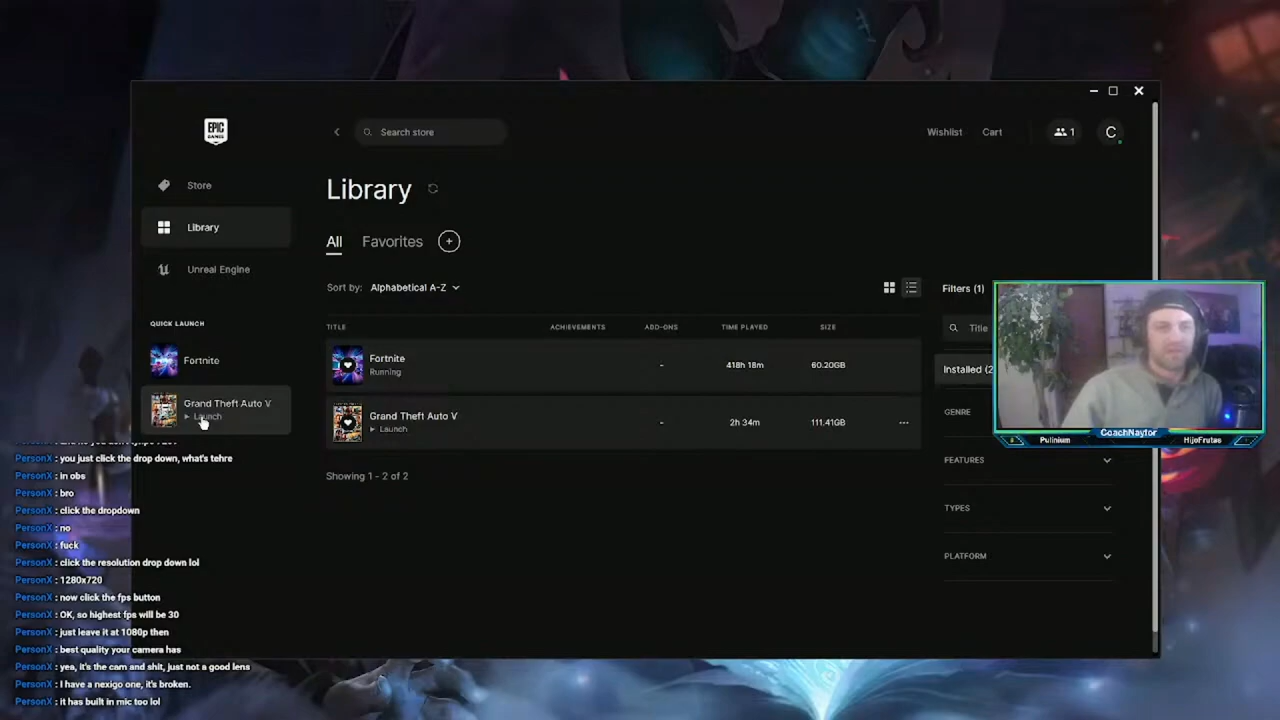 EPIC
GAMES
Search store
Wishlist
Cart
1
C
Store
Library
Unreal Engine
QUICK LAUNCH
Fortnite
Grand Theft Auto V
Launch
Library
All
Favorites
Sort by: Alphabetical A-Z
Filters (1)
TITLE
ACHIEVEMENTS
ADD-ONS
TIME PLAYED
SIZE
Title
Fortnite
Running
-
418h 18m
60.20GB
Installed (2
Grand Theft Auto V
Launch
-
2h 34m
111.41GB
GENRE
FEATURES
TYPES
PLATFORM
Showing 1 - 2 of 2
CoachNaylor
Pulinium
HijoFrutas
PersonX : you just click the drop down, what's tehre
PersonX : in obs
PersonX : bro
PersonX : click the dropdown
PersonX : no
PersonX : fuck
PersonX : click the resolution drop down lol
PersonX : 1280x720
PersonX : now click the fps button
PersonX : OK, so highest fps will be 30
PersonX : just leave it at 1080p then
PersonX : best quality your camera has
PersonX : yea, it's the cam and shit, just not a good lens
PersonX : I have a nexigo one, it's broken.
PersonX : it has built in mic too lol